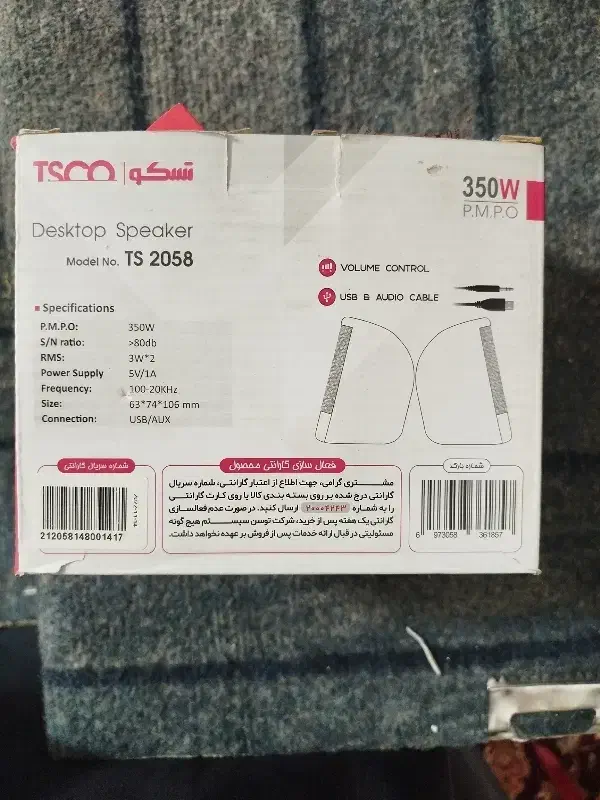 TSCO | تسکو
350W
P.M.P.O
Desktop Speaker
Model No. TS 2058
VOLUME CONTROL
USB & AUDIO CABLE
Specifications
P.M.P.O: 350W
S/N ratio: >80db
RMS: 3W*2
Power Supply 5V/1A
Frequency: 100-20KHz
Size: 63*74*106 mm
Connection: USB/AUX
شماره سریال گارانتی
212058148001417
فعال سازی گارانتی محصول
مشتری گرامی، جهت اطلاع از اعتبار گارانتی، شماره سریال
گارانتی درج شده بر روی بسته بندی کالا یا روی کارت گارانتی
را به شماره ۲۰۰۰۴۲۴۳ ارسال کنید. در صورت عدم فعالسازی
گارانتی یک هفته پس از خرید، شرکت توسن سیستم هیچ گونه
مسئولیتی در قبال ارائه خدمات پس از فروش بر عهده نخواهد داشت.
شماره بارکد
6 973058 361857